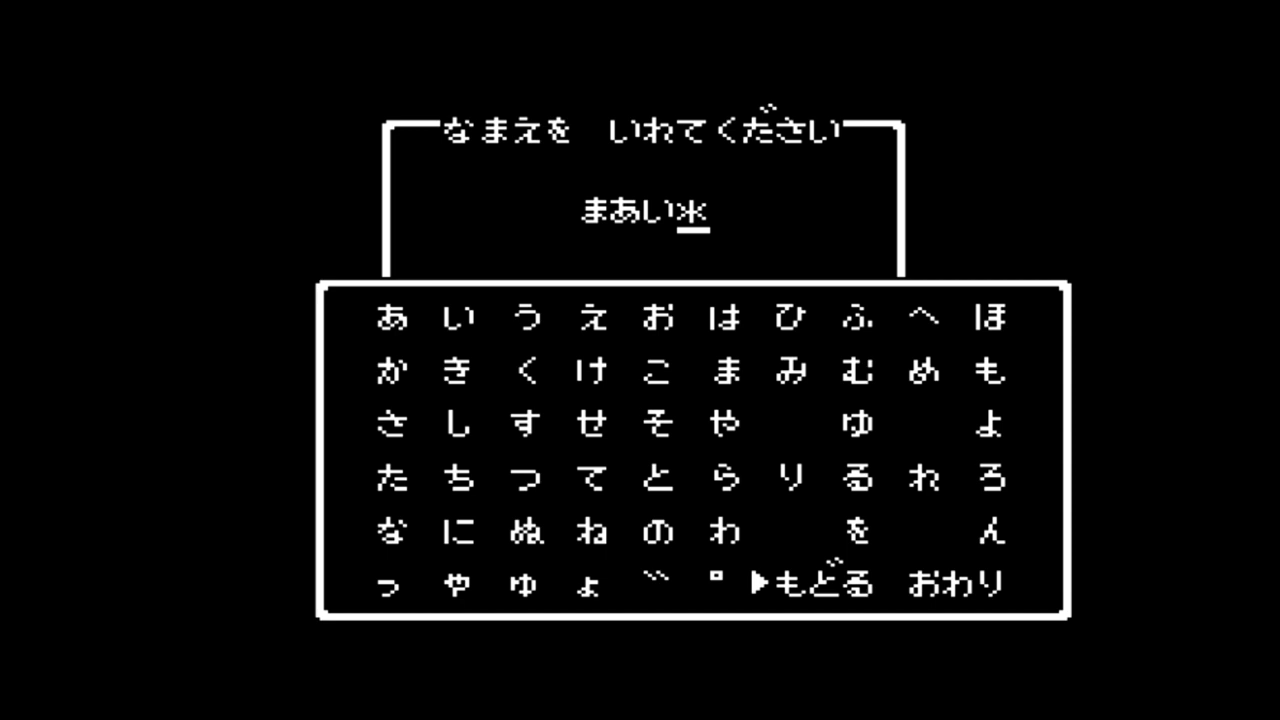 なまえを いれてください
まあい*
あ い う え お は ひ ふ へ ほ
か き く け こ ま み む め も
さ し す せ そ や ゆ よ
た ち つ て と ら り る れ ろ
な に ぬ ね の わ を ん
っ ゃ ゅ ょ ゛ ゜ ▶もどる おわり